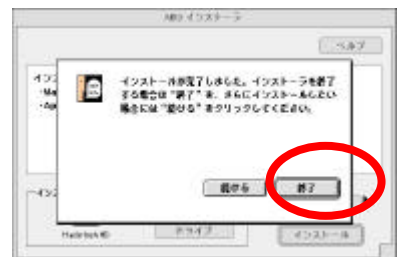 インストーラ
ヘルプ
インストールが完了しました。インストーラを終了
する場合は "終了" を、さらにインストールしたい
場合には "続ける" をクリックしてください。
続ける
終了
Macintosh HD
ドライブ
インストール